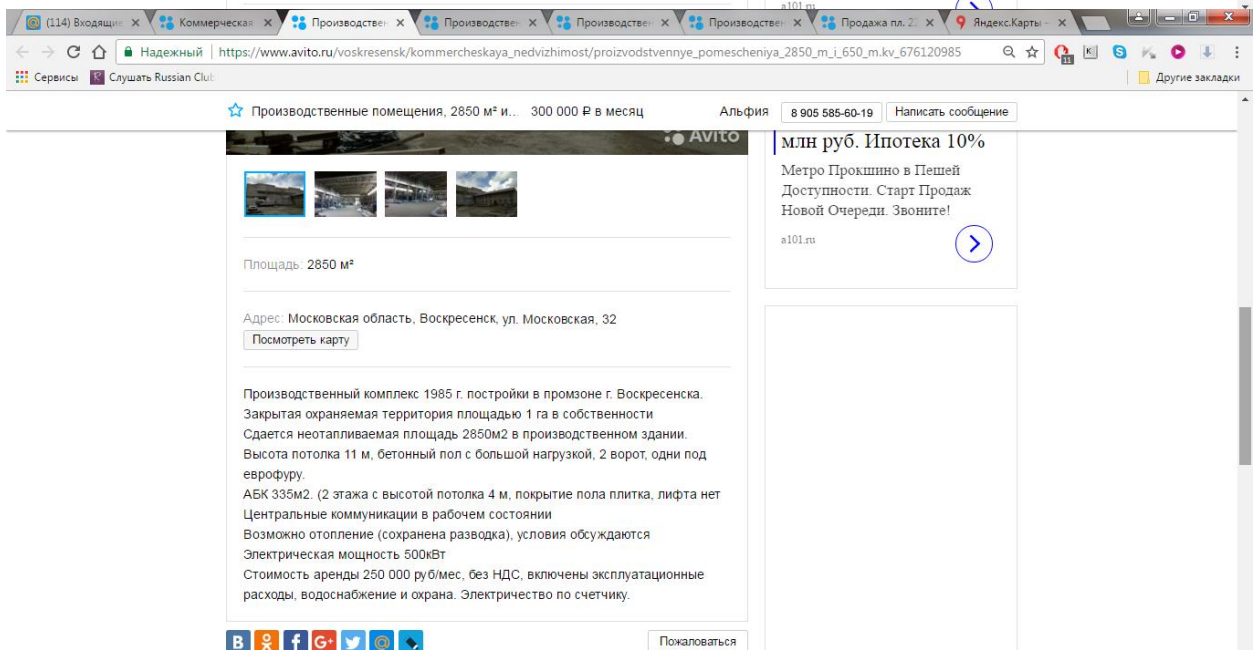 a101.ru
(114) Входящие
Коммерческая
Производствен
Производствен
Производствен
Производствен
Продажа пл. 2
Яндекс.Карты –
Надежный
https://www.avito.ru/voskresensk/kommercheskaya_nedvizhimost/proizvodstvennye_pomescheniya_2850_m_i_650_m.kv_676120985
11
Сервисы
Слушать Russian Club
Другие закладки
Производственные помещения, 2850 м² и... 300 000 ₽ в месяц
Альфия
8 905 585-60-19
Написать сообщение
Avito
млн руб. Ипотека 10%
Метро Прокшино в Пешей
Доступности. Старт Продаж
Новой Очереди. Звоните!
a101.ru
Площадь: 2850 м²
Адрес: Московская область, Воскресенск, ул. Московская, 32
Посмотреть карту
Производственный комплекс 1985 г. постройки в промзоне г. Воскресенска.
Закрытая охраняемая территория площадью 1 га в собственности
Сдается неотапливаемая площадь 2850м2 в производственном здании.
Высота потолка 11 м, бетонный пол с большой нагрузкой, 2 ворот, одни под
еврофуру.
АБК 335м2. (2 этажа с высотой потолка 4 м, покрытие пола плитка, лифта нет
Центральные коммуникации в рабочем состоянии
Возможно отопление (сохранена разводка), условия обсуждаются
Электрическая мощность 500кВт
Стоимость аренды 250 000 руб/мес, без НДС, включены эксплуатационные
расходы, водоснабжение и охрана. Электричество по счетчику.
Пожаловаться